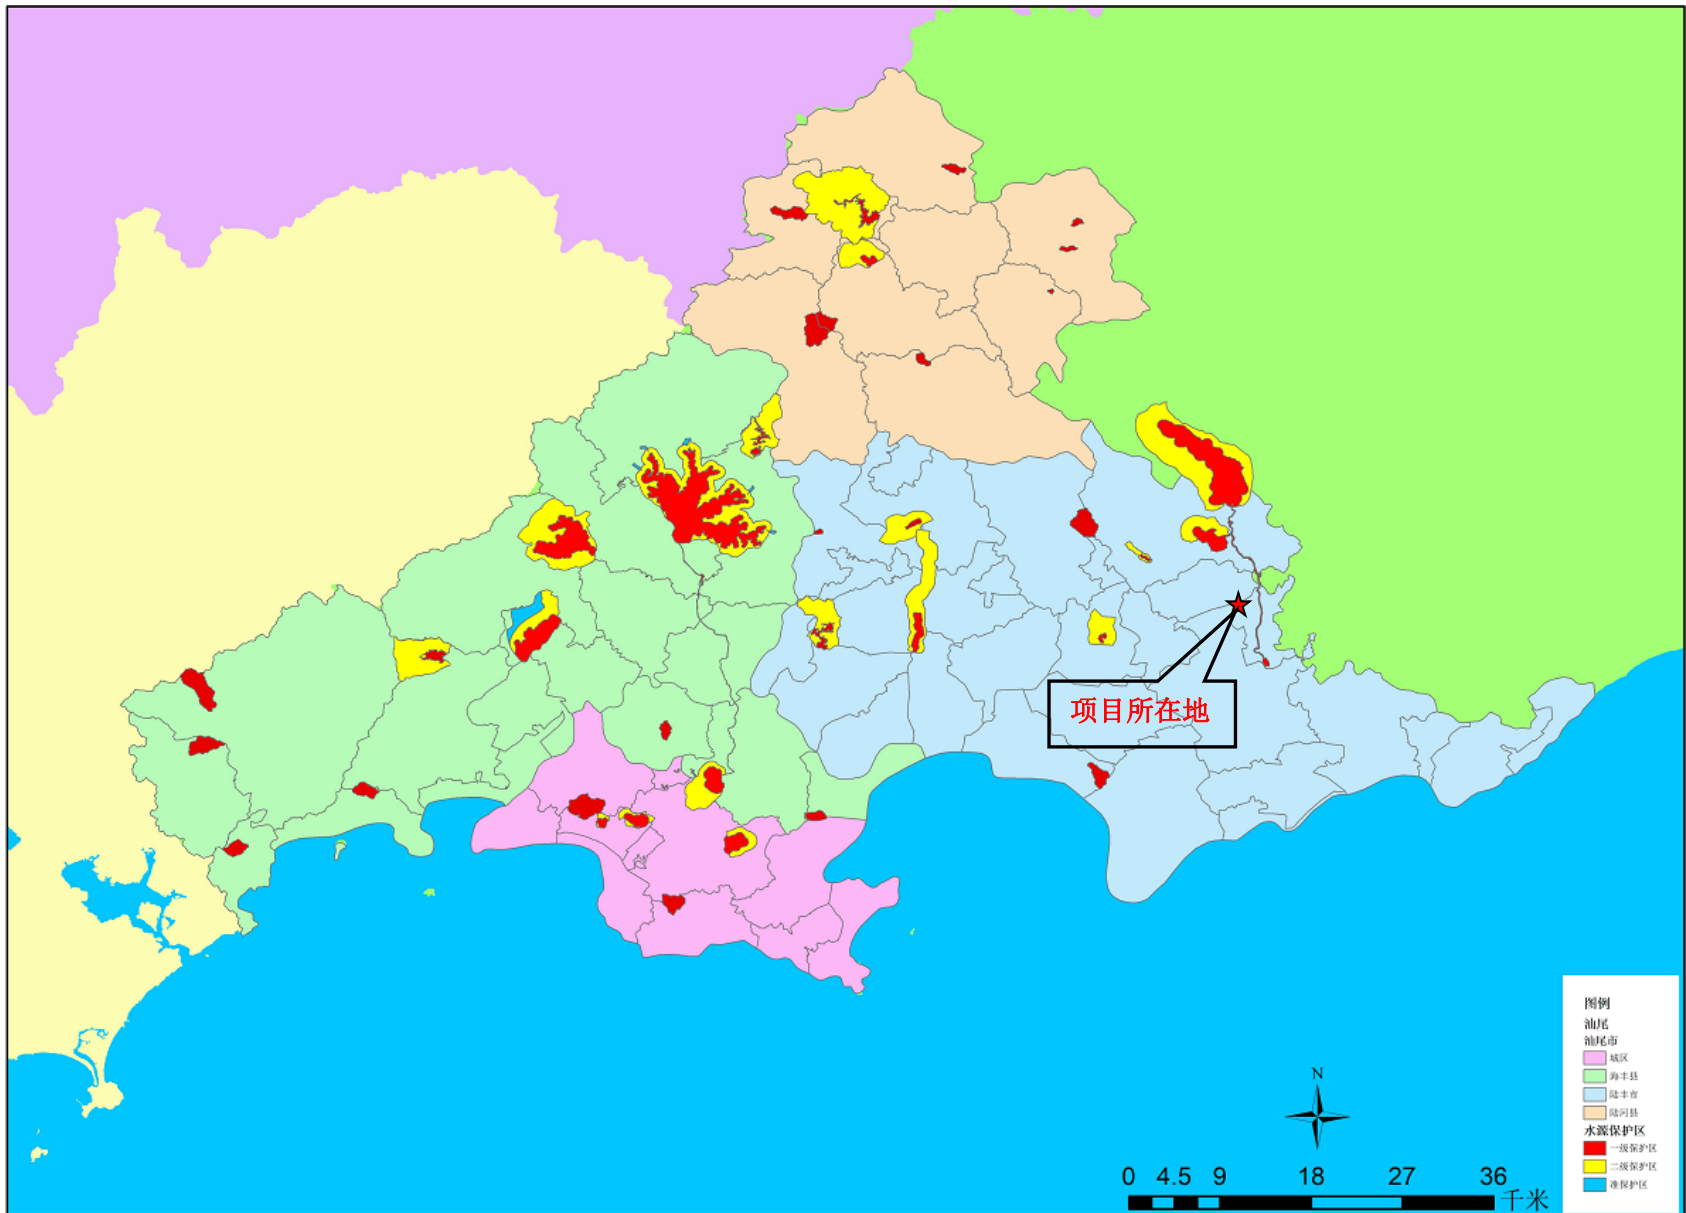 项目所在地
图例
汕尾
汕尾市
城区
海丰县
陆丰市
陆河县
水源保护区
一级保护区
二级保护区
准保护区
N
0 4.5 9 18 27 36
千米